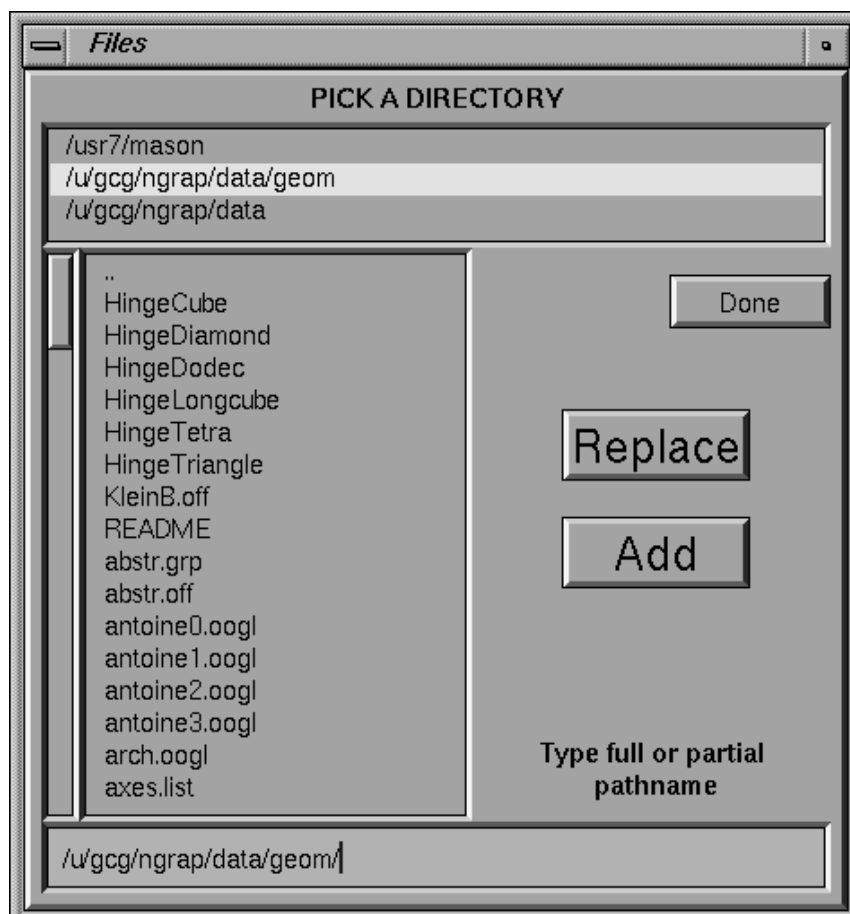 Files
PICK A DIRECTORY
/usr7/mason
/u/gcg/ngrap/data/geom
/u/gcg/ngrap/data
..
HingeCube
HingeDiamond
HingeDodec
HingeLongcube
HingeTetra
HingeTriangle
KleinB.off
README
abstr.grp
abstr.off
antoine0.oogl
antoine1.oogl
antoine2.oogl
antoine3.oogl
arch.oogl
axes.list
Done
Replace
Add
Type full or partial
pathname
/u/gcg/ngrap/data/geom/